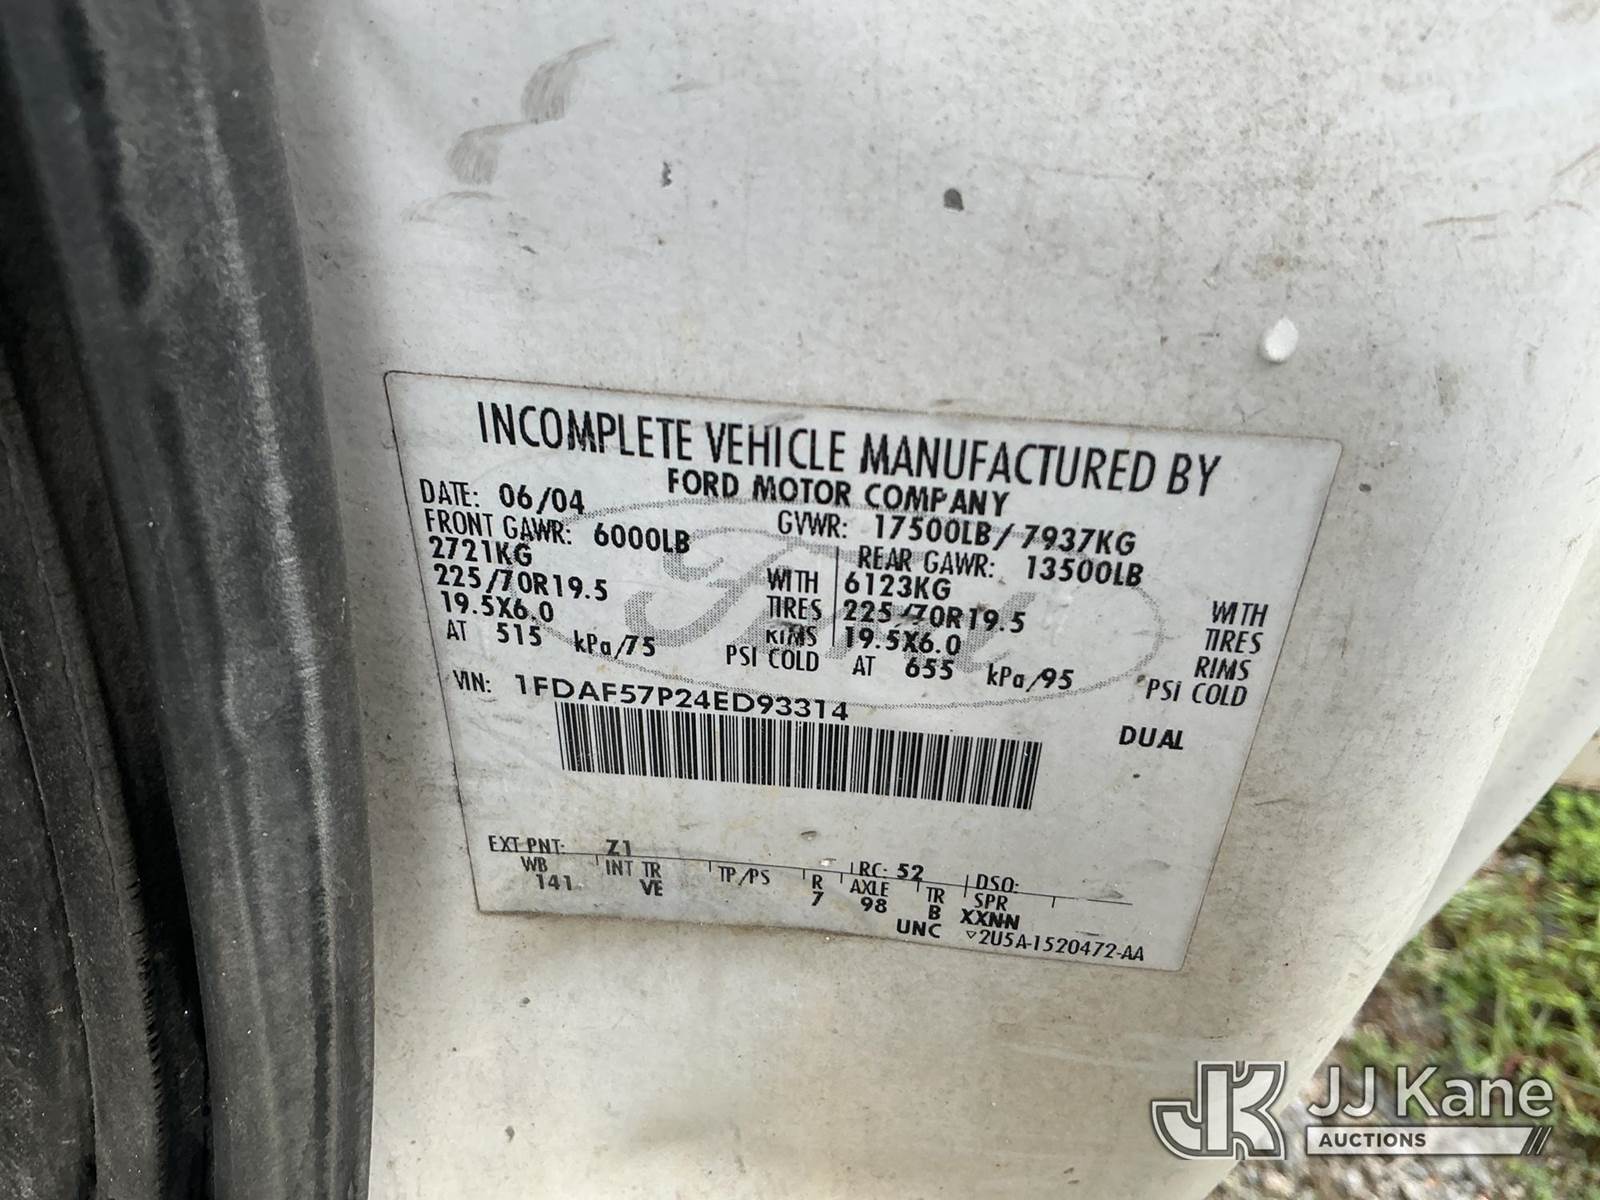 INCOMPLETE VEHICLE MANUFACTURED BY
FORD MOTOR COMPANY
DATE: 06/04 GVWR: 17500LB / 7937KG
FRONT GAWR: 6000LB REAR GAWR: 13500LB
2721KG WITH 6123KG WITH
225/70R19.5 TIRES 225/70R19.5 TIRES
19.5X6.0 RIMS 19.5X6.0 RIMS
AT 515 kPa/75 PSI COLD AT 655 kPa/95 PSI COLD
VIN: 1FDAF57P24ED93314 DUAL
EXT PNT: Z1 RC: 52 DSO:
WB INT TR TP/PS R AXLE TR SPR
141 VE 7 98 B XXNN
UNC ▽2U5A-1520472-AA
Ford
JK JJ Kane
AUCTIONS